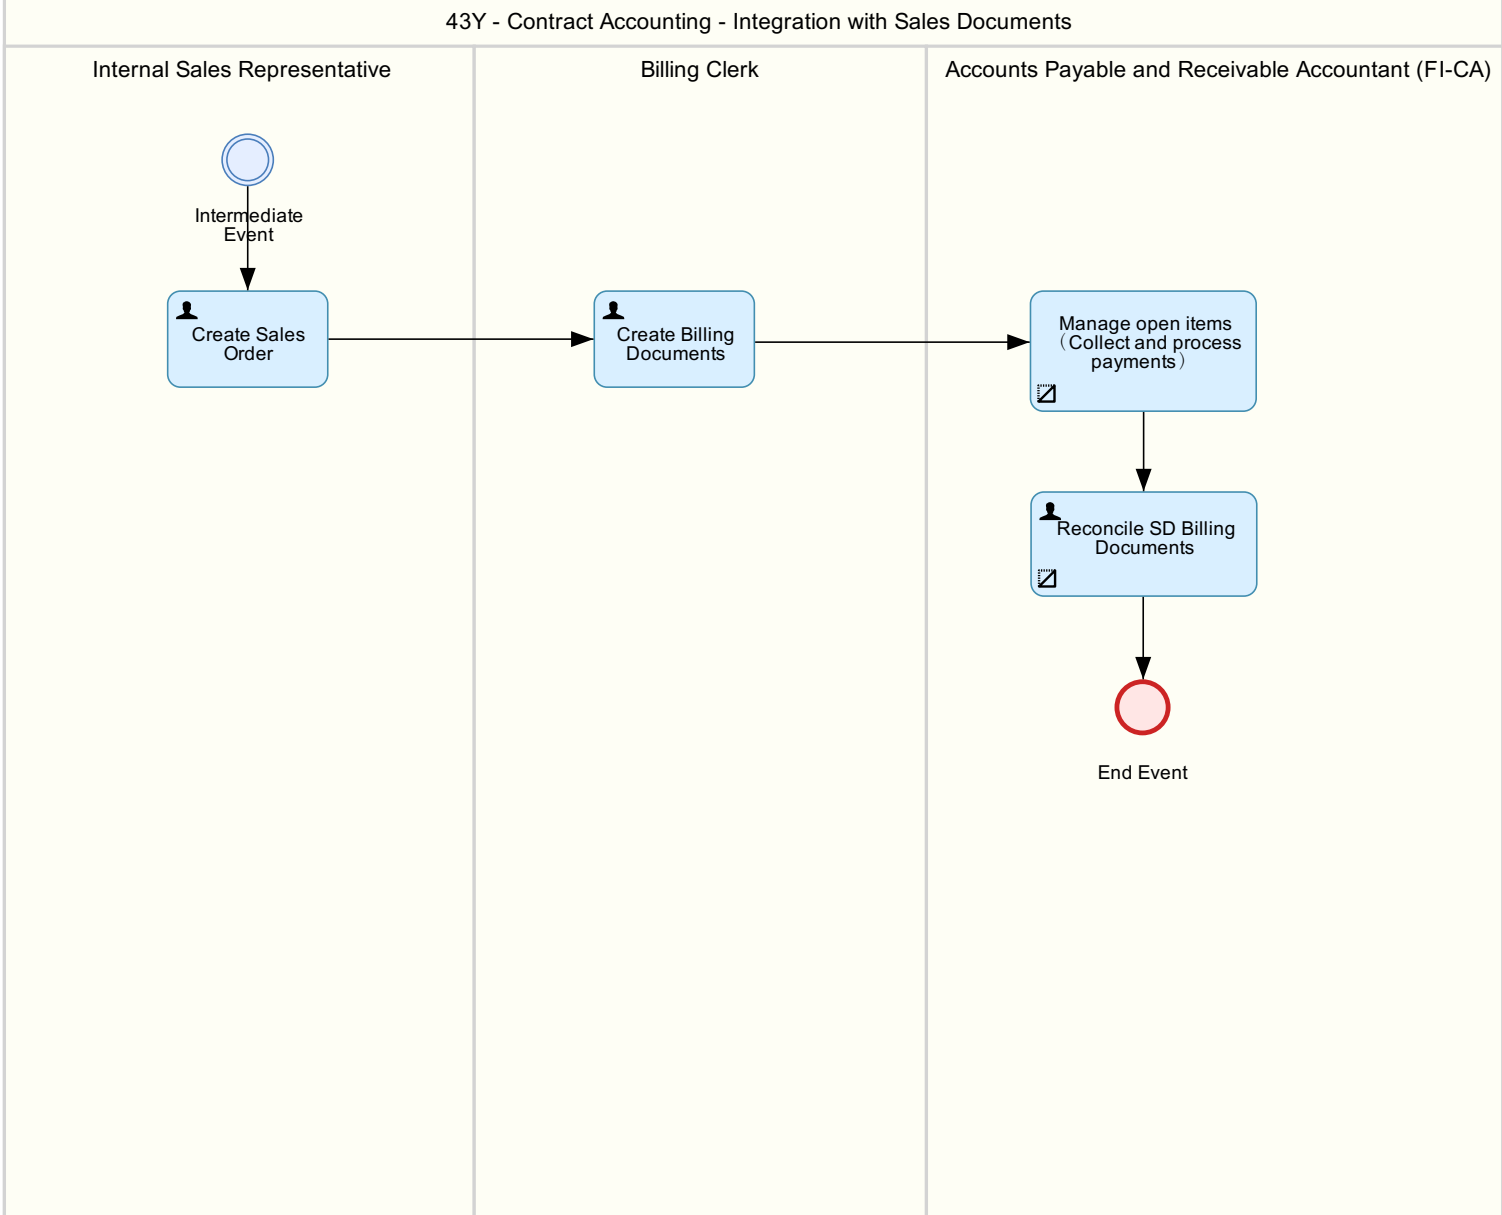 43Y - Contract Accounting - Integration with Sales Documents
Internal Sales Representative
Billing Clerk
Accounts Payable and Receivable Accountant (FI-CA)
Intermediate
Event
Create Sales
Order
Create Billing
Documents
Manage open items
（Collect and process
payments）
Reconcile SD Billing
Documents
End Event